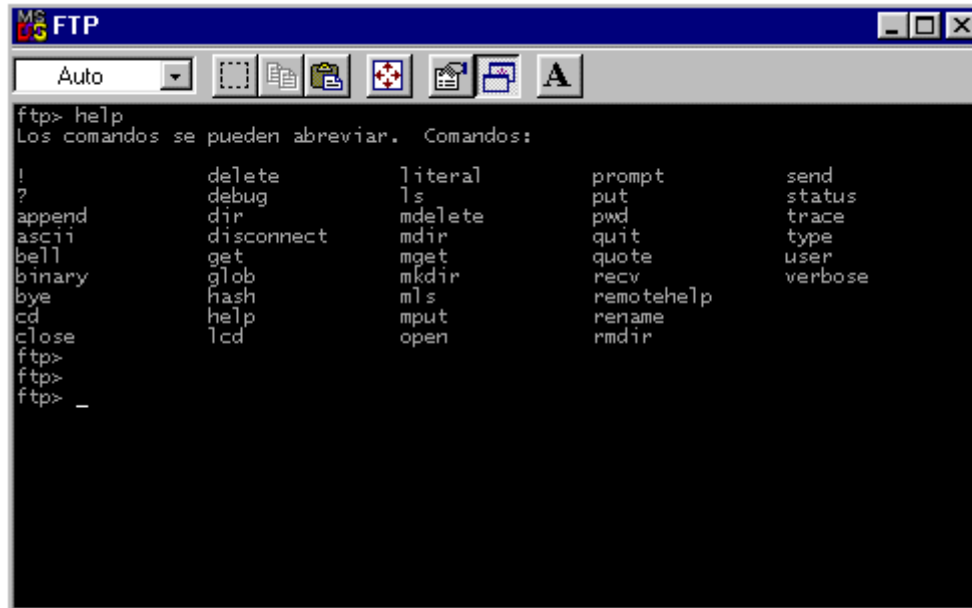 MS DOS FTP
Auto A
ftp> help
Los comandos se pueden abreviar.  Comandos:
! delete literal prompt send
? debug ls put status
append dir mdelete pwd trace
ascii disconnect mdir quit type
bell get mget quote user
binary glob mkdir recv verbose
bye hash mls remotehelp
cd help mput rename
close lcd open rmdir
ftp>
ftp>
ftp> _